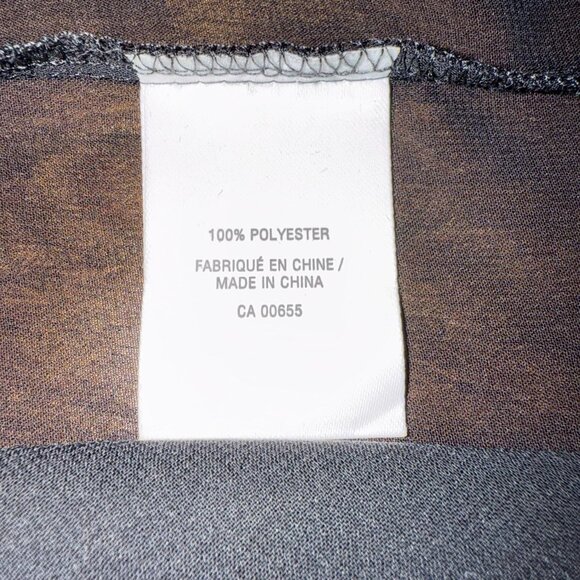 100% POLYESTER
FABRIQUÉ EN CHINE /
MADE IN CHINA
CA 00655